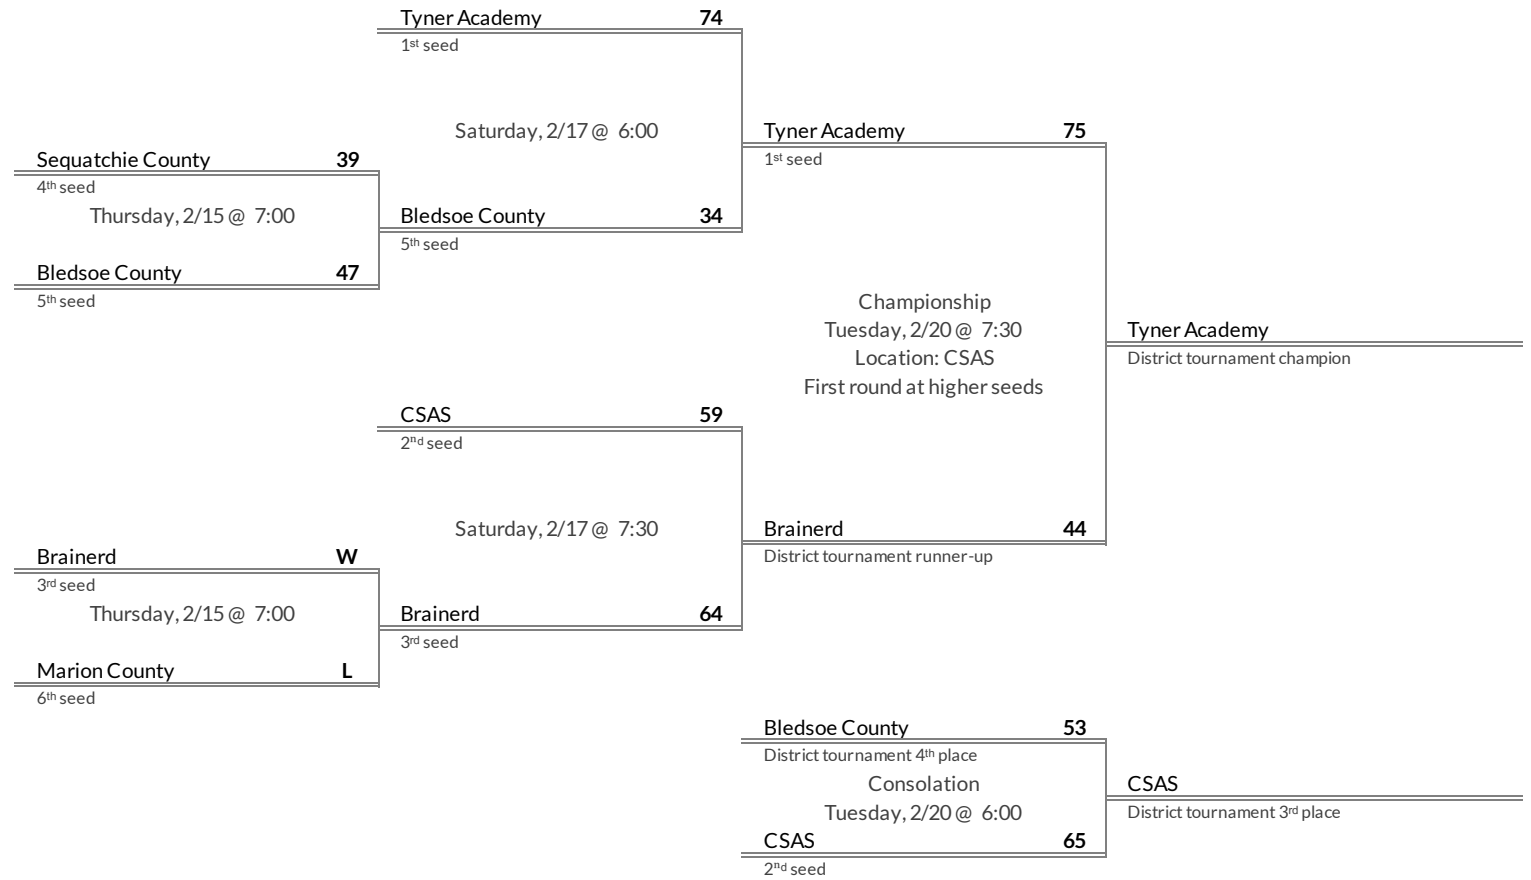 Tyner Academy 74
1st seed
Saturday, 2/17 @ 6:00
Tyner Academy 75
1st seed
Sequatchie County 39
4th seed
Thursday, 2/15 @ 7:00
Bledsoe County 34
5th seed
Bledsoe County 47
5th seed
Championship
Tuesday, 2/20 @ 7:30
Location: CSAS
First round at higher seeds
Tyner Academy
District tournament champion
CSAS 59
2nd seed
Saturday, 2/17 @ 7:30
Brainerd 44
District tournament runner-up
Brainerd W
3rd seed
Thursday, 2/15 @ 7:00
Brainerd 64
3rd seed
Marion County L
6th seed
Bledsoe County 53
District tournament 4th place
Consolation
Tuesday, 2/20 @ 6:00
CSAS
District tournament 3rd place
CSAS 65
2nd seed